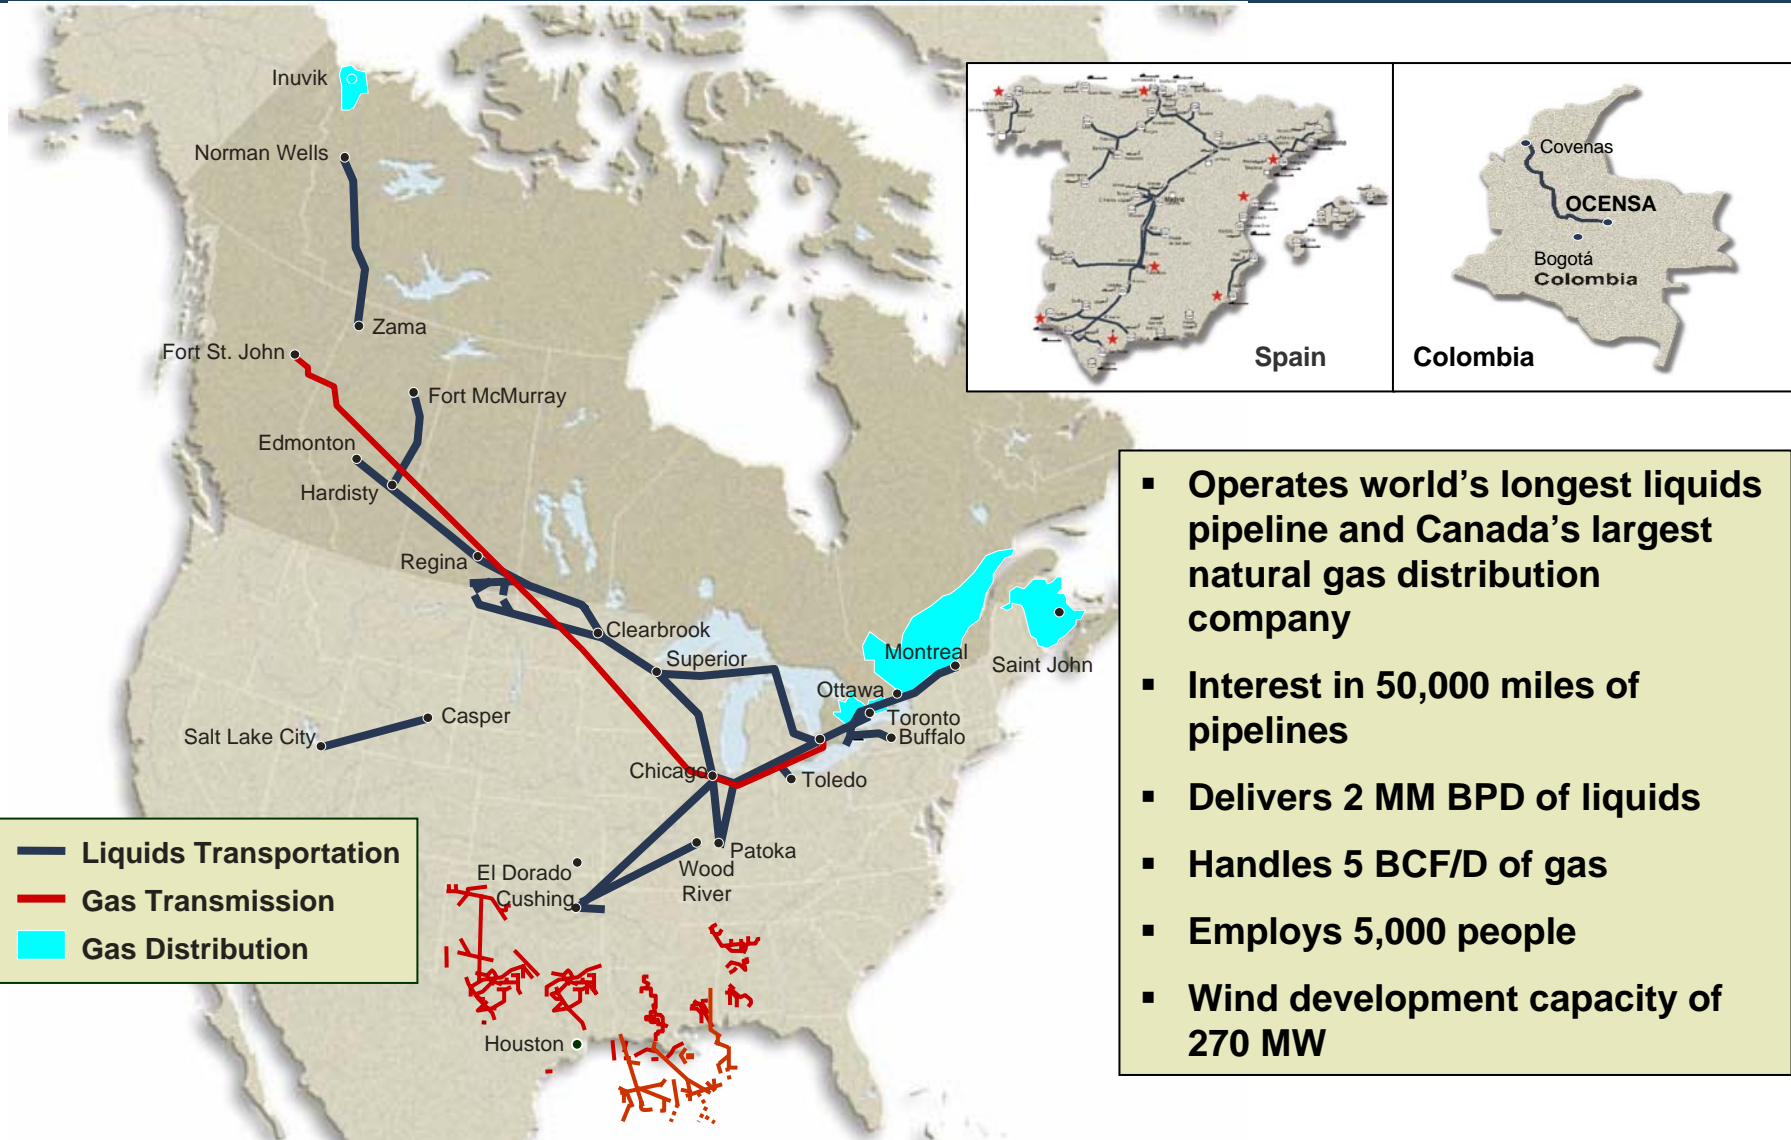 Inuvik
Norman Wells
Zama
Fort St. John
Fort McMurray
Edmonton
Hardisty
Regina
Clearbrook
Superior
Montreal
Saint John
Ottawa
Toronto
Buffalo
Casper
Salt Lake City
Chicago
Toledo
Patoka
Wood
River
El Dorado
Cushing
Houston
Liquids Transportation
Gas Transmission
Gas Distribution
Spain
Covenas
OCENSA
Bogotá
Colombia
Colombia
▪ Operates world’s longest liquids
pipeline and Canada’s largest
natural gas distribution
company
▪ Interest in 50,000 miles of
pipelines
▪ Delivers 2 MM BPD of liquids
▪ Handles 5 BCF/D of gas
▪ Employs 5,000 people
▪ Wind development capacity of
270 MW